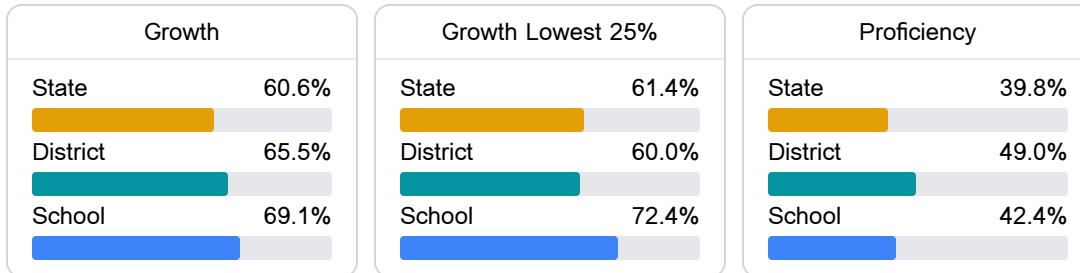 Growth
State 60.6%
District 65.5%
School 69.1%
Growth Lowest 25%
State 61.4%
District 60.0%
School 72.4%
Proficiency
State 39.8%
District 49.0%
School 42.4%